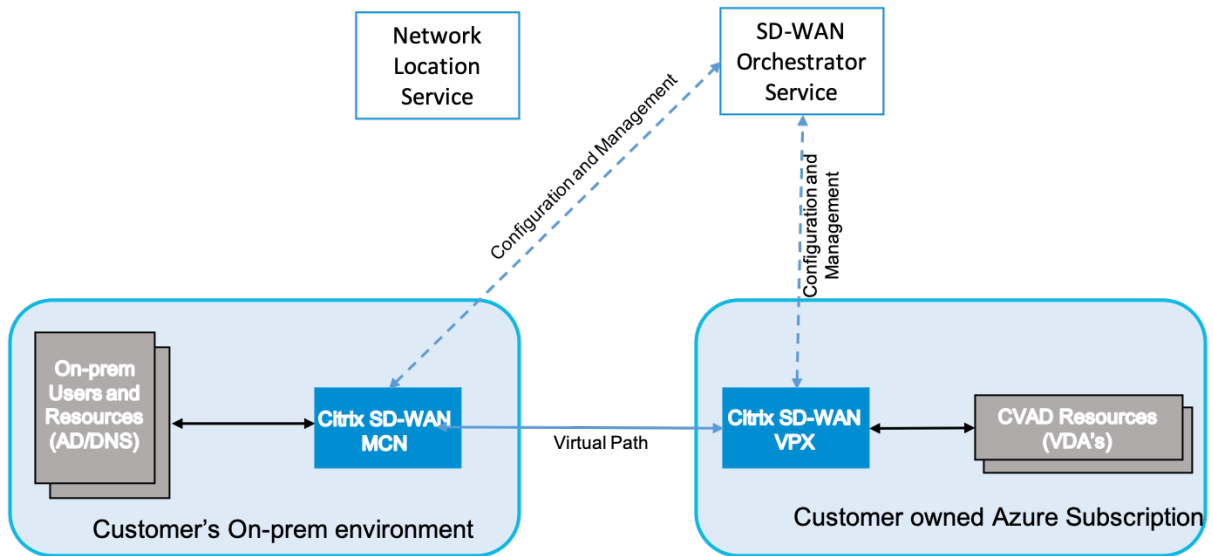 Network
Location
Service
SD-WAN
Orchestrator
Service
Configuration and Management
Configuration and
Management
On-prem
Users and
Resources
(AD/DNS)
Citrix SD-WAN
MCN
Virtual Path
Citrix SD-WAN
VPX
CVAD Resources
(VDA's)
Customer's On-prem environment
Customer owned Azure Subscription